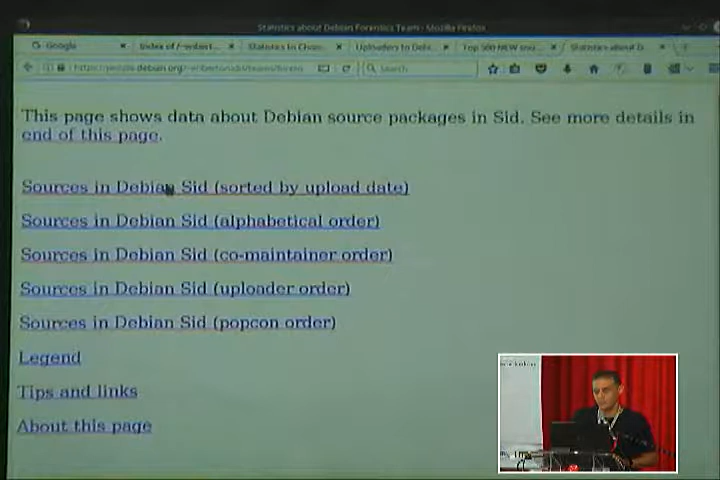 Statistics about Debian Forensics Team - Mozilla Firefox
Google
Search
This page shows data about Debian source packages in Sid. See more details in
end of this page.
Sources in Debian Sid (sorted by upload date)
Sources in Debian Sid (alphabetical order)
Sources in Debian Sid (co-maintainer order)
Sources in Debian Sid (uploader order)
Sources in Debian Sid (popcon order)
Legend
Tips and links
About this page